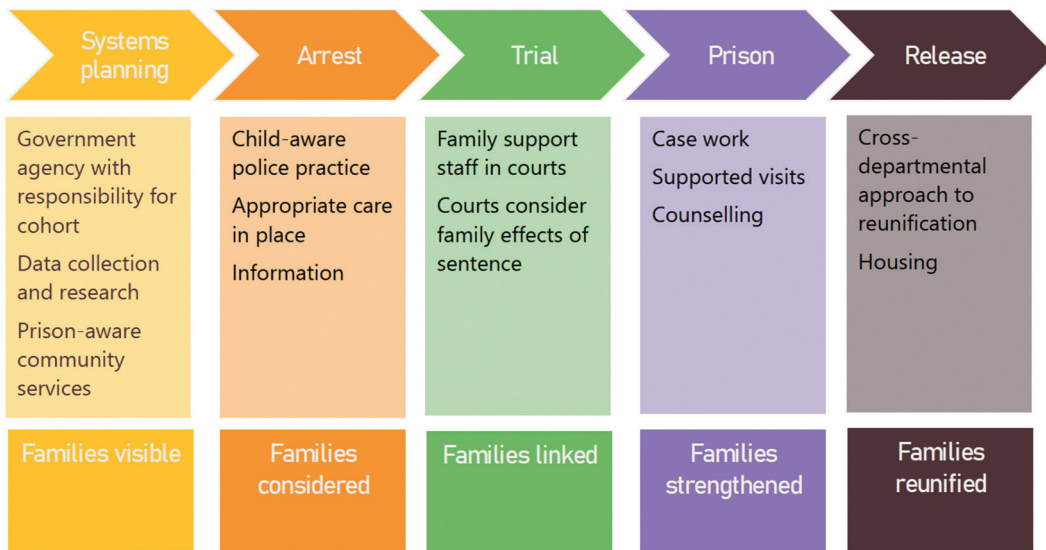 Systems
planning
Arrest
Trial
Prison
Release
Government
agency with
responsibility for
cohort
Data collection
and research
Prison-aware
community
services
Child-aware
police practice
Appropriate care
in place
Information
Family support
staff in courts
Courts consider
family effects of
sentence
Case work
Supported visits
Counselling
Cross-
departmental
approach to
reunification
Housing
Families visible
Families
considered
Families linked
Families
strengthened
Families
reunified